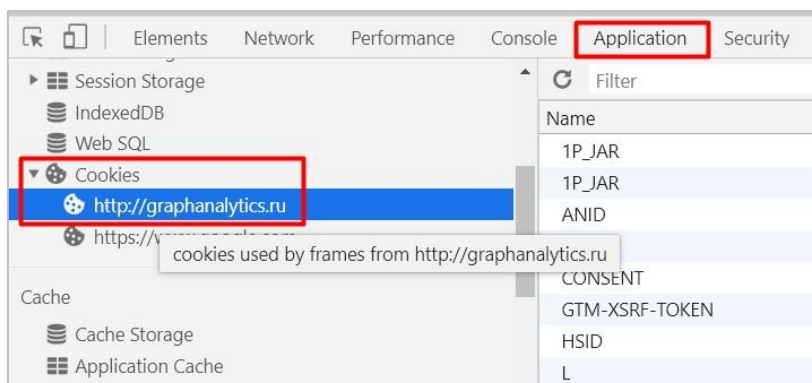 Elements Network Performance Console Application Security
Session Storage
IndexedDB
Web SQL
Cookies
http://graphanalytics.ru
https://
cookies used by frames from http://graphanalytics.ru
Cache
Cache Storage
Application Cache
Filter
Name
1P_JAR
1P_JAR
ANID
CONSENT
GTM-XSRF-TOKEN
HSID
L